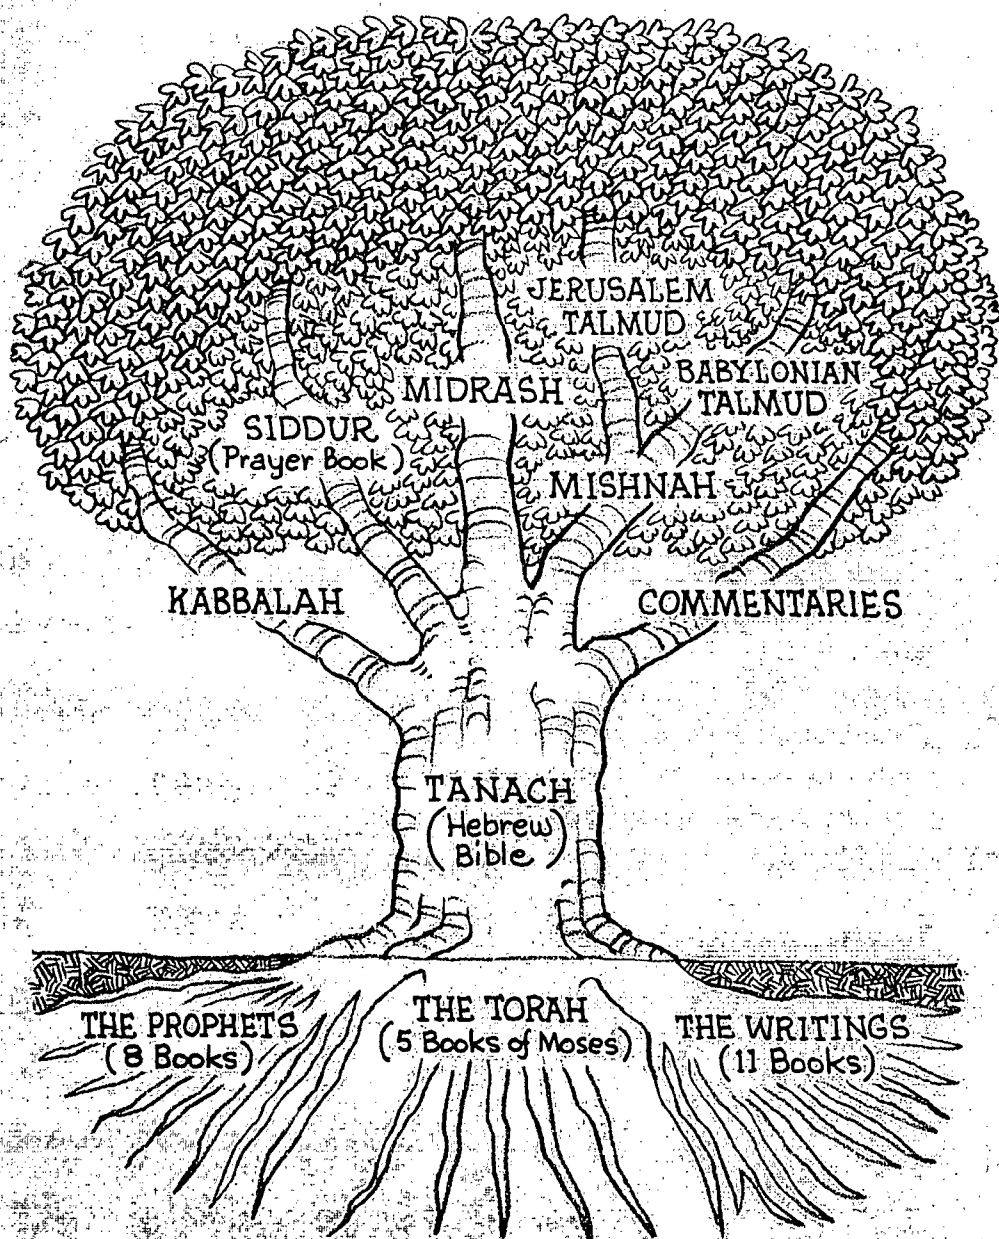 JERUSALEM
TALMUD
MIDRASH
BABYLONIAN
TALMUD
SIDDUR
(Prayer Book)
MISHNAH
KABBALAH
COMMENTARIES
TANACH
(Hebrew
Bible)
THE PROPHETS
(8 Books)
THE TORAH
(5 Books of Moses)
THE WRITINGS
(11 Books)